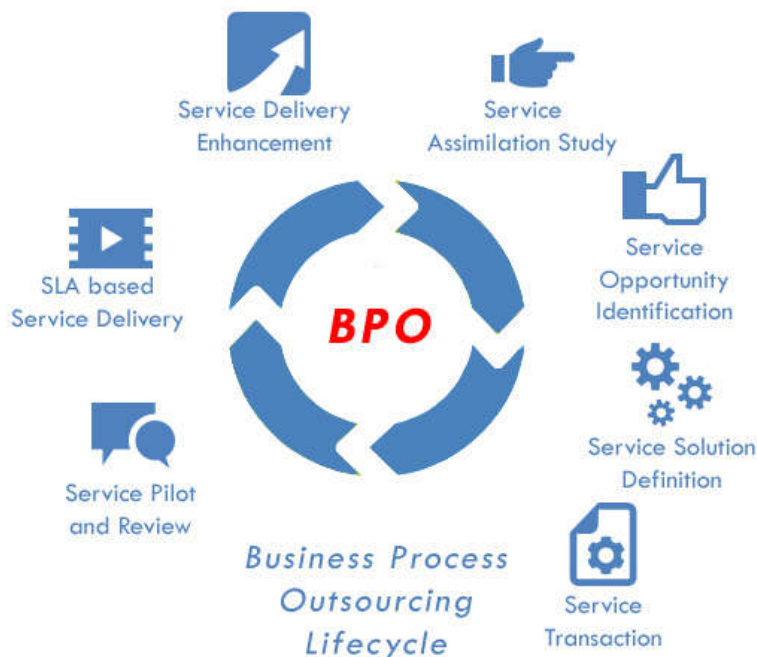 Service Delivery
Enhancement
Service
Assimilation Study
Service
Opportunity
Identification
Service Solution
Definition
Service
Transaction
Service Pilot
and Review
SLA based
Service Delivery
BPO
Business Process
Outsourcing
Lifecycle